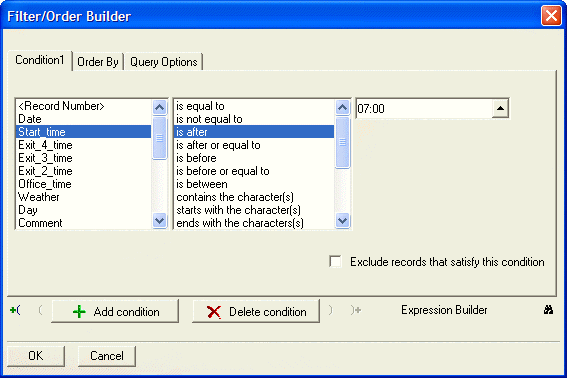 Filter/Order Builder
Condition1 Order By Query Options
<Record Number> is equal to 07:00
Date is not equal to
Start_time is after
Exit_4_time is after or equal to
Exit_3_time is before
Exit_2_time is before or equal to
Office_time is between
Weather contains the character(s)
Day starts with the character(s)
Comment ends with the characters(s)
Exclude records that satisfy this condition
+( ( Add condition Delete condition ) )+ Expression Builder
OK Cancel